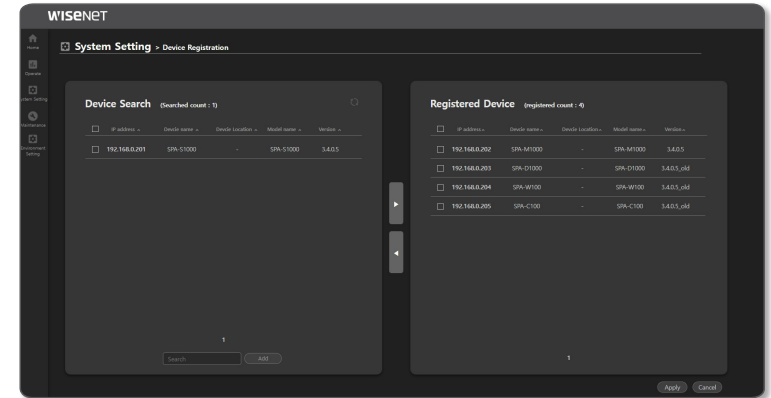 WISENET
Home
System Setting > Device Registration
Operate
System Setting
Maintenance
Environment
Setting
Device Search (Searched count : 1)
IP address Device name Device Location Model name Version
192.168.0.201 SPA-S1000 - SPA-S1000 3.4.0.5
1
Search Add
Registered Device (registered count : 4)
IP address Device name Device Location Model name Version
192.168.0.202 SPA-M1000 - SPA-M1000 3.4.0.5
192.168.0.203 SPA-D1000 - SPA-D1000 3.4.0.5_old
192.168.0.204 SPA-W100 - SPA-W100 3.4.0.5_old
192.168.0.205 SPA-C100 - SPA-C100 3.4.0.5_old
1
Apply Cancel